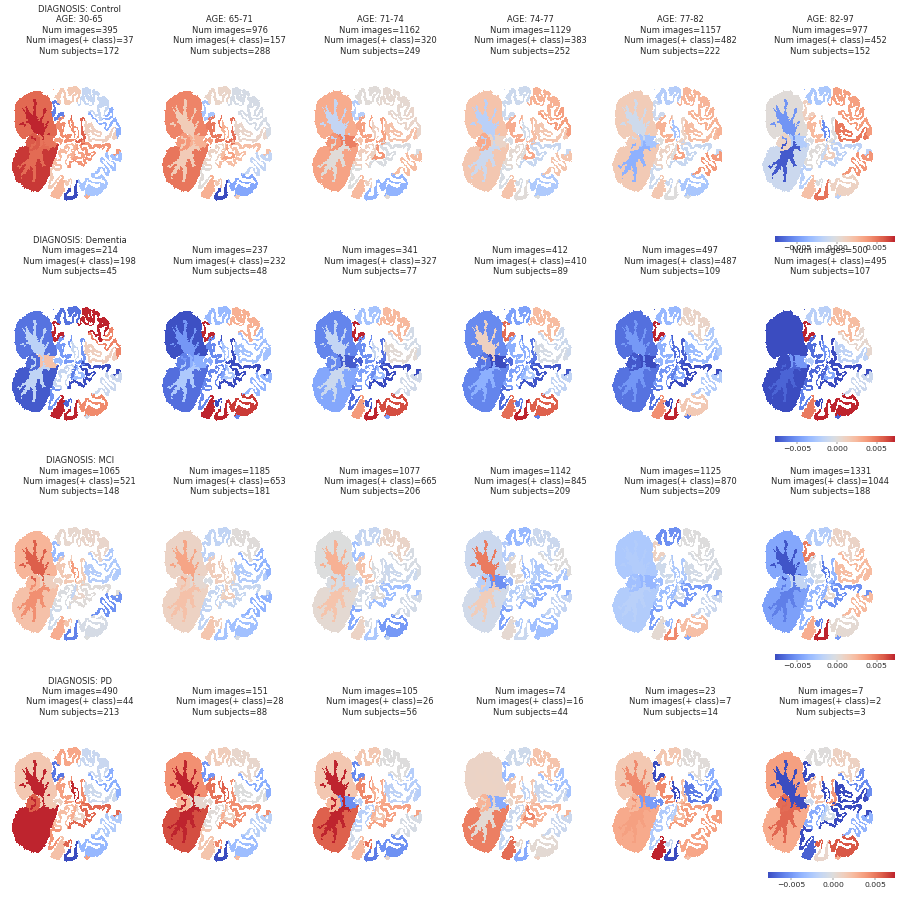 DIAGNOSIS: Control
AGE: 30-65
Num images=395
Num images(+ class)=37
Num subjects=172
AGE: 65-71
Num images=976
Num images(+ class)=157
Num subjects=288
AGE: 71-74
Num images=1162
Num images(+ class)=320
Num subjects=249
AGE: 74-77
Num images=1129
Num images(+ class)=383
Num subjects=252
AGE: 77-82
Num images=1157
Num images(+ class)=482
Num subjects=222
AGE: 82-97
Num images=977
Num images(+ class)=452
Num subjects=152
−0.005 0.000 0.005
DIAGNOSIS: Dementia
Num images=214
Num images(+ class)=198
Num subjects=45
Num images=237
Num images(+ class)=232
Num subjects=48
Num images=341
Num images(+ class)=327
Num subjects=77
Num images=412
Num images(+ class)=410
Num subjects=89
Num images=497
Num images(+ class)=487
Num subjects=109
Num images=500
Num images(+ class)=495
Num subjects=107
−0.005 0.000 0.005
DIAGNOSIS: MCI
Num images=1065
Num images(+ class)=521
Num subjects=148
Num images=1185
Num images(+ class)=653
Num subjects=181
Num images=1077
Num images(+ class)=665
Num subjects=206
Num images=1142
Num images(+ class)=845
Num subjects=209
Num images=1125
Num images(+ class)=870
Num subjects=209
Num images=1331
Num images(+ class)=1044
Num subjects=188
−0.005 0.000 0.005
DIAGNOSIS: PD
Num images=490
Num images(+ class)=44
Num subjects=213
Num images=151
Num images(+ class)=28
Num subjects=88
Num images=105
Num images(+ class)=26
Num subjects=56
Num images=74
Num images(+ class)=16
Num subjects=44
Num images=23
Num images(+ class)=7
Num subjects=14
Num images=7
Num images(+ class)=2
Num subjects=3
−0.005 0.000 0.005